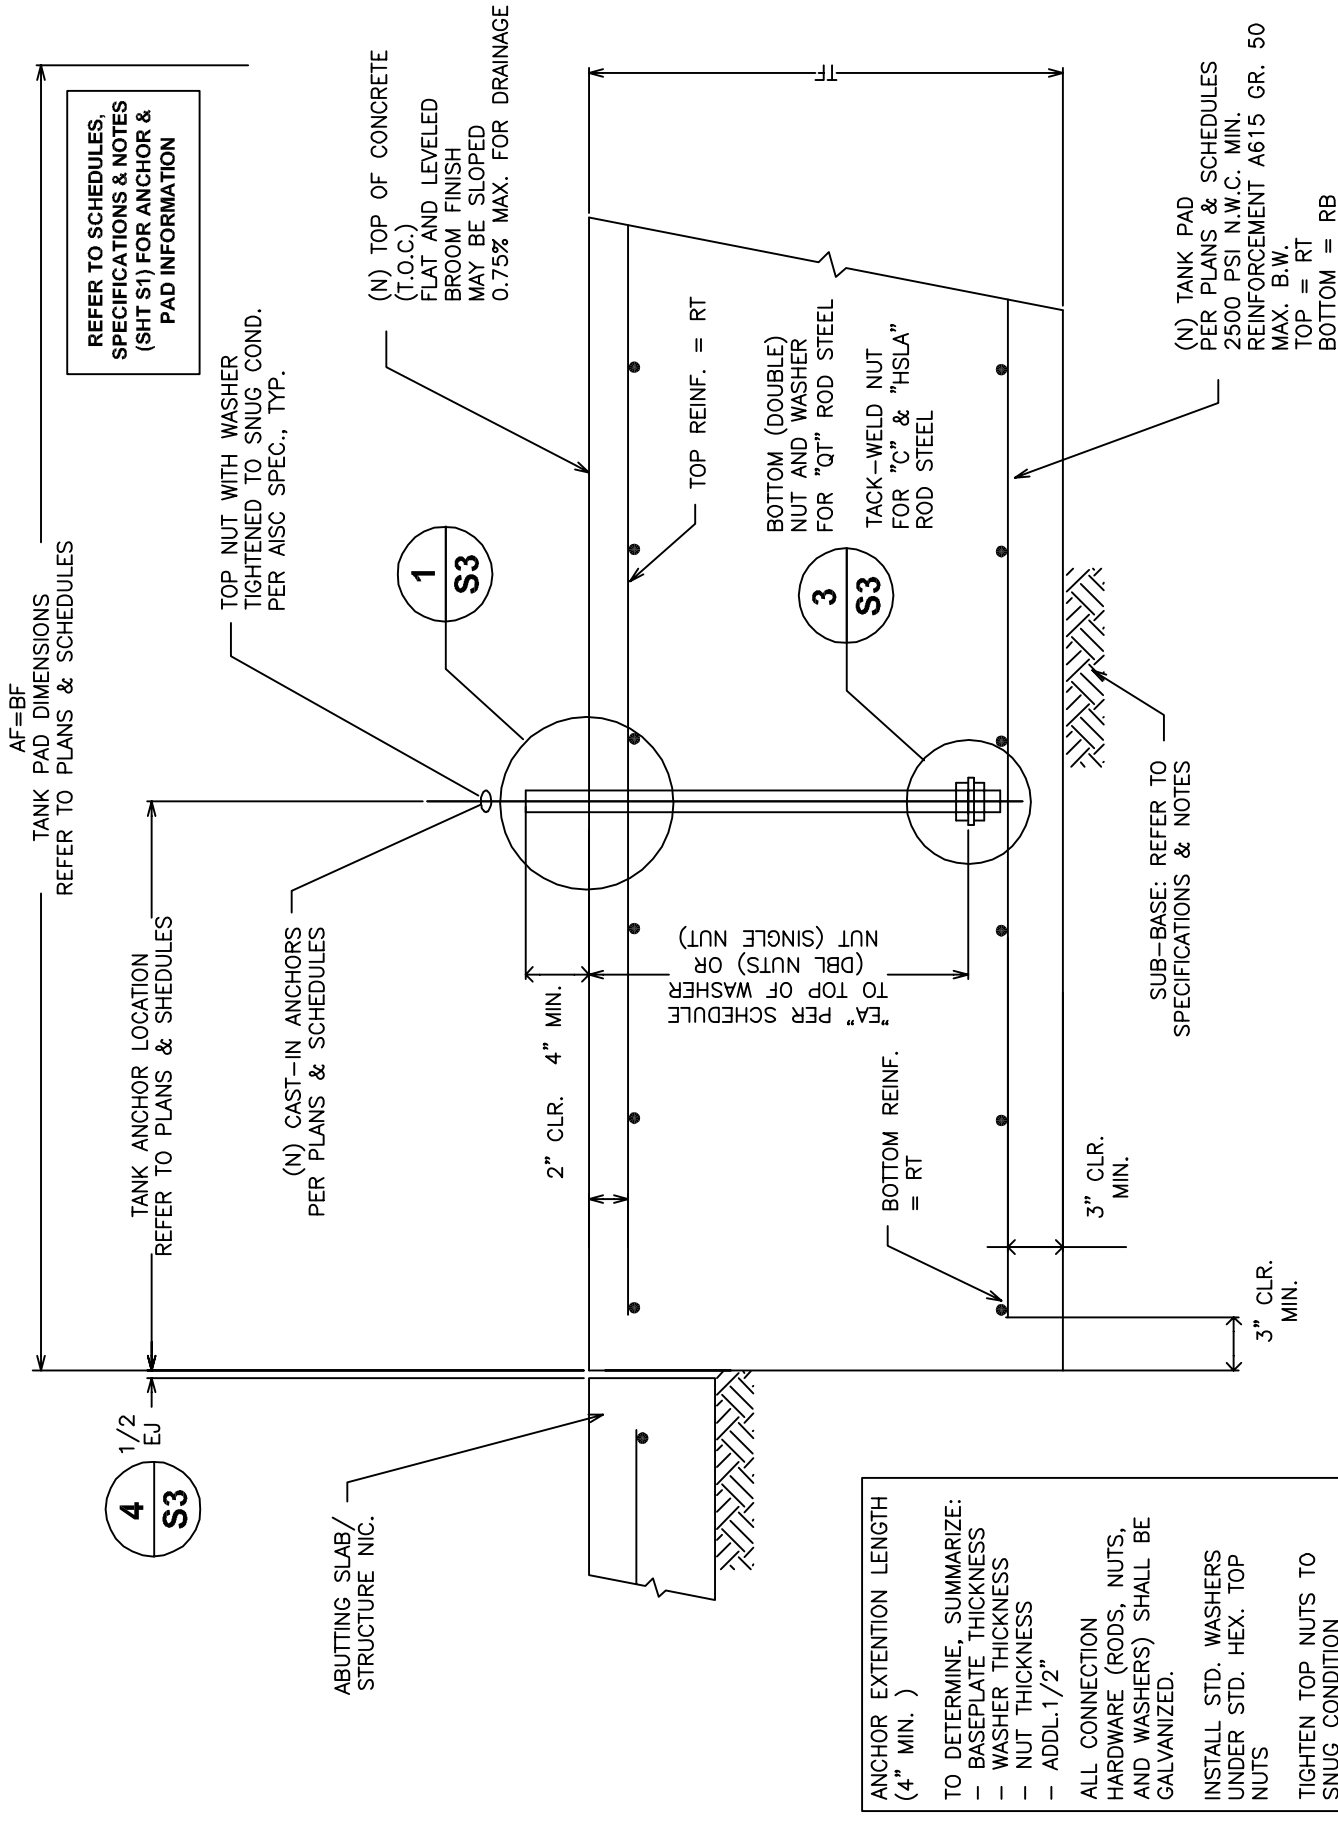 AF=BF
TANK PAD DIMENSIONS
REFER TO PLANS & SCHEDULES
REFER TO SCHEDULES,
SPECIFICATIONS & NOTES
(SHT S1) FOR ANCHOR &
PAD INFORMATION
4
S3
1/2
EJ
TANK ANCHOR LOCATION
REFER TO PLANS & SHEDULES
TOP NUT WITH WASHER
TIGHTENED TO SNUG COND.
PER AISC SPEC., TYP.
(N) CAST-IN ANCHORS
PER PLANS & SCHEDULES
(N) TOP OF CONCRETE
(T.O.C.)
FLAT AND LEVELED
BROOM FINISH
MAY BE SLOPED
0.75% MAX. FOR DRAINAGE
1
S3
ABUTTING SLAB/
STRUCTURE NIC.
2" CLR.
4" MIN.
"EA" PER SCHEDULE
TO TOP OF WASHER
(DBL NUTS) OR
NUT (SINGLE NUT)
TOP REINF. = RT
TF
BOTTOM (DOUBLE)
NUT AND WASHER
FOR "QT" ROD STEEL
TACK-WELD NUT
FOR "C" & "HSLA"
ROD STEEL
3
S3
BOTTOM REINF.
= RT
3" CLR.
MIN.
3" CLR.
MIN.
SUB-BASE: REFER TO
SPECIFICATIONS & NOTES
(N) TANK PAD
PER PLANS & SCHEDULES
2500 PSI N.W.C. MIN.
REINFORCEMENT A615 GR. 50
MAX. B.W.
TOP = RT
BOTTOM = RB
ANCHOR EXTENTION LENGTH
(4" MIN. )
TO DETERMINE, SUMMARIZE:
- BASEPLATE THICKNESS
- WASHER THICKNESS
- NUT THICKNESS
- ADDL.1/2"
ALL CONNECTION
HARDWARE (RODS, NUTS,
AND WASHERS) SHALL BE
GALVANIZED.
INSTALL STD. WASHERS
UNDER STD. HEX. TOP
NUTS
TIGHTEN TOP NUTS TO
SNUG CONDITION